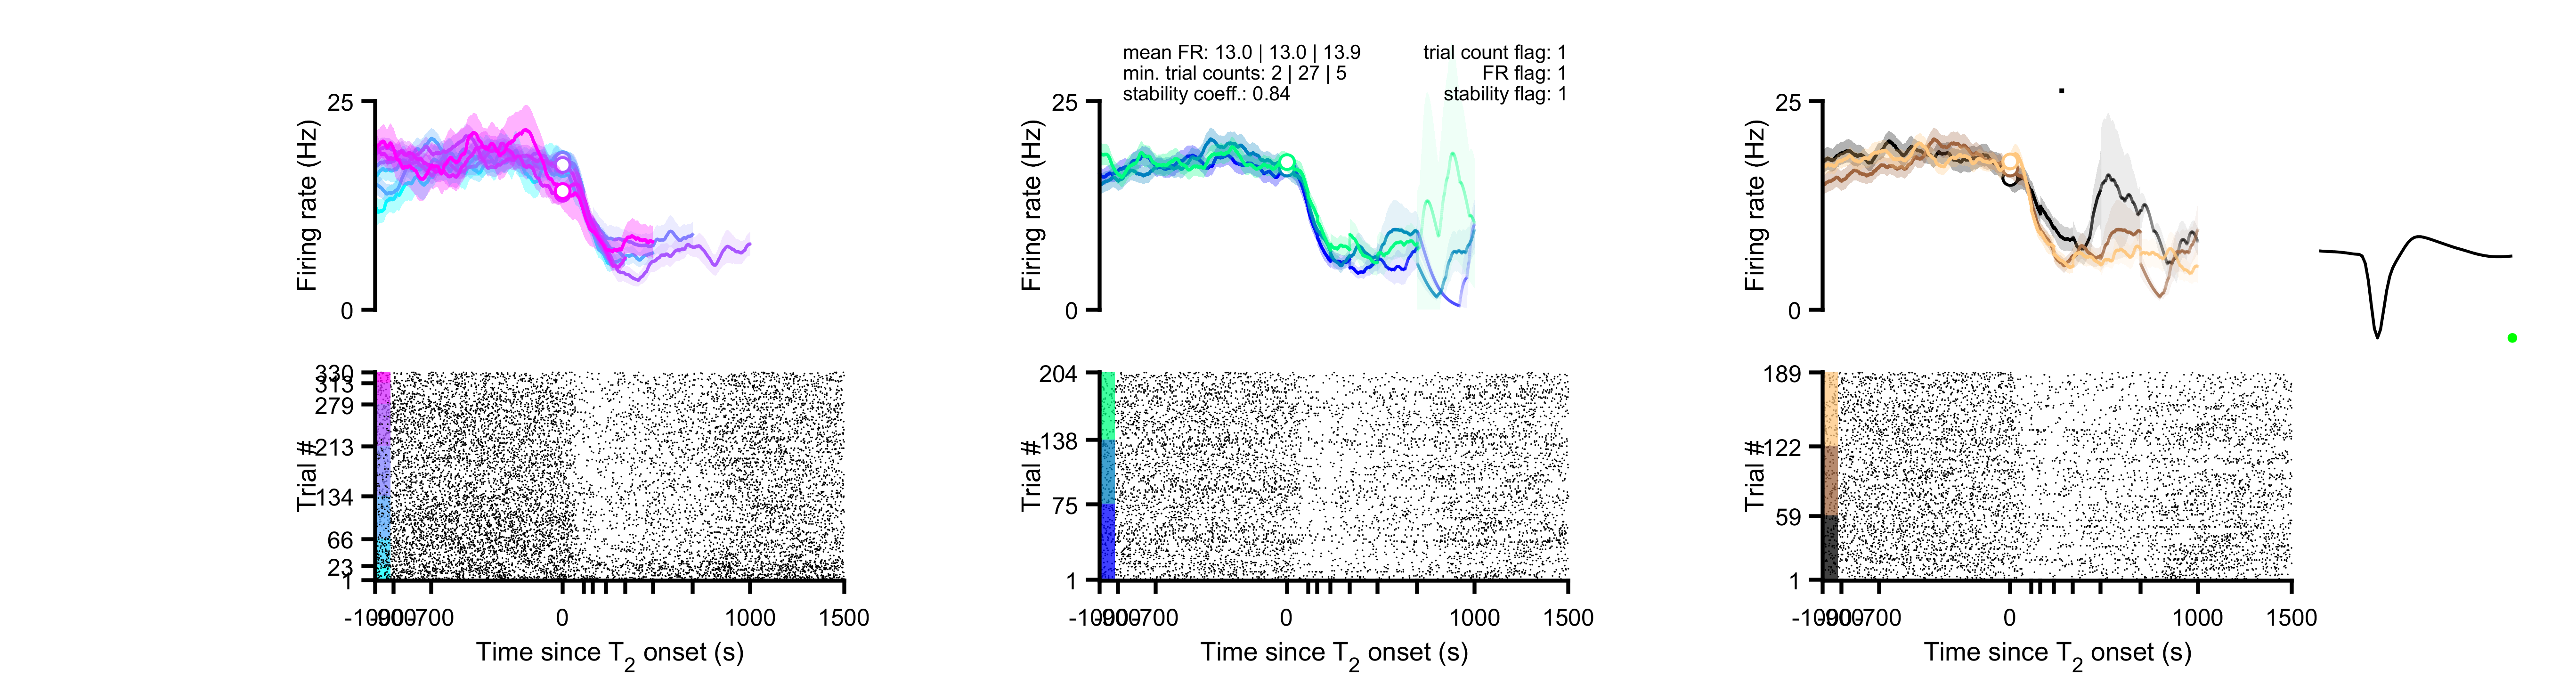 mean FR: 13.0 | 13.0 | 13.9
min. trial counts: 2 | 27 | 5
stability coeff.: 0.84
trial count flag: 1
FR flag: 1
stability flag: 1
25
Firing rate (Hz)
0
25
Firing rate (Hz)
0
25
Firing rate (Hz)
0
330
313
279
213
134
66
23
1
Trial #
0
1000
1500
Time since T2 onset (s)
204
138
75
1
Trial #
0
1000
1500
Time since T2 onset (s)
189
122
59
1
Trial #
0
1000
1500
Time since T2 onset (s)